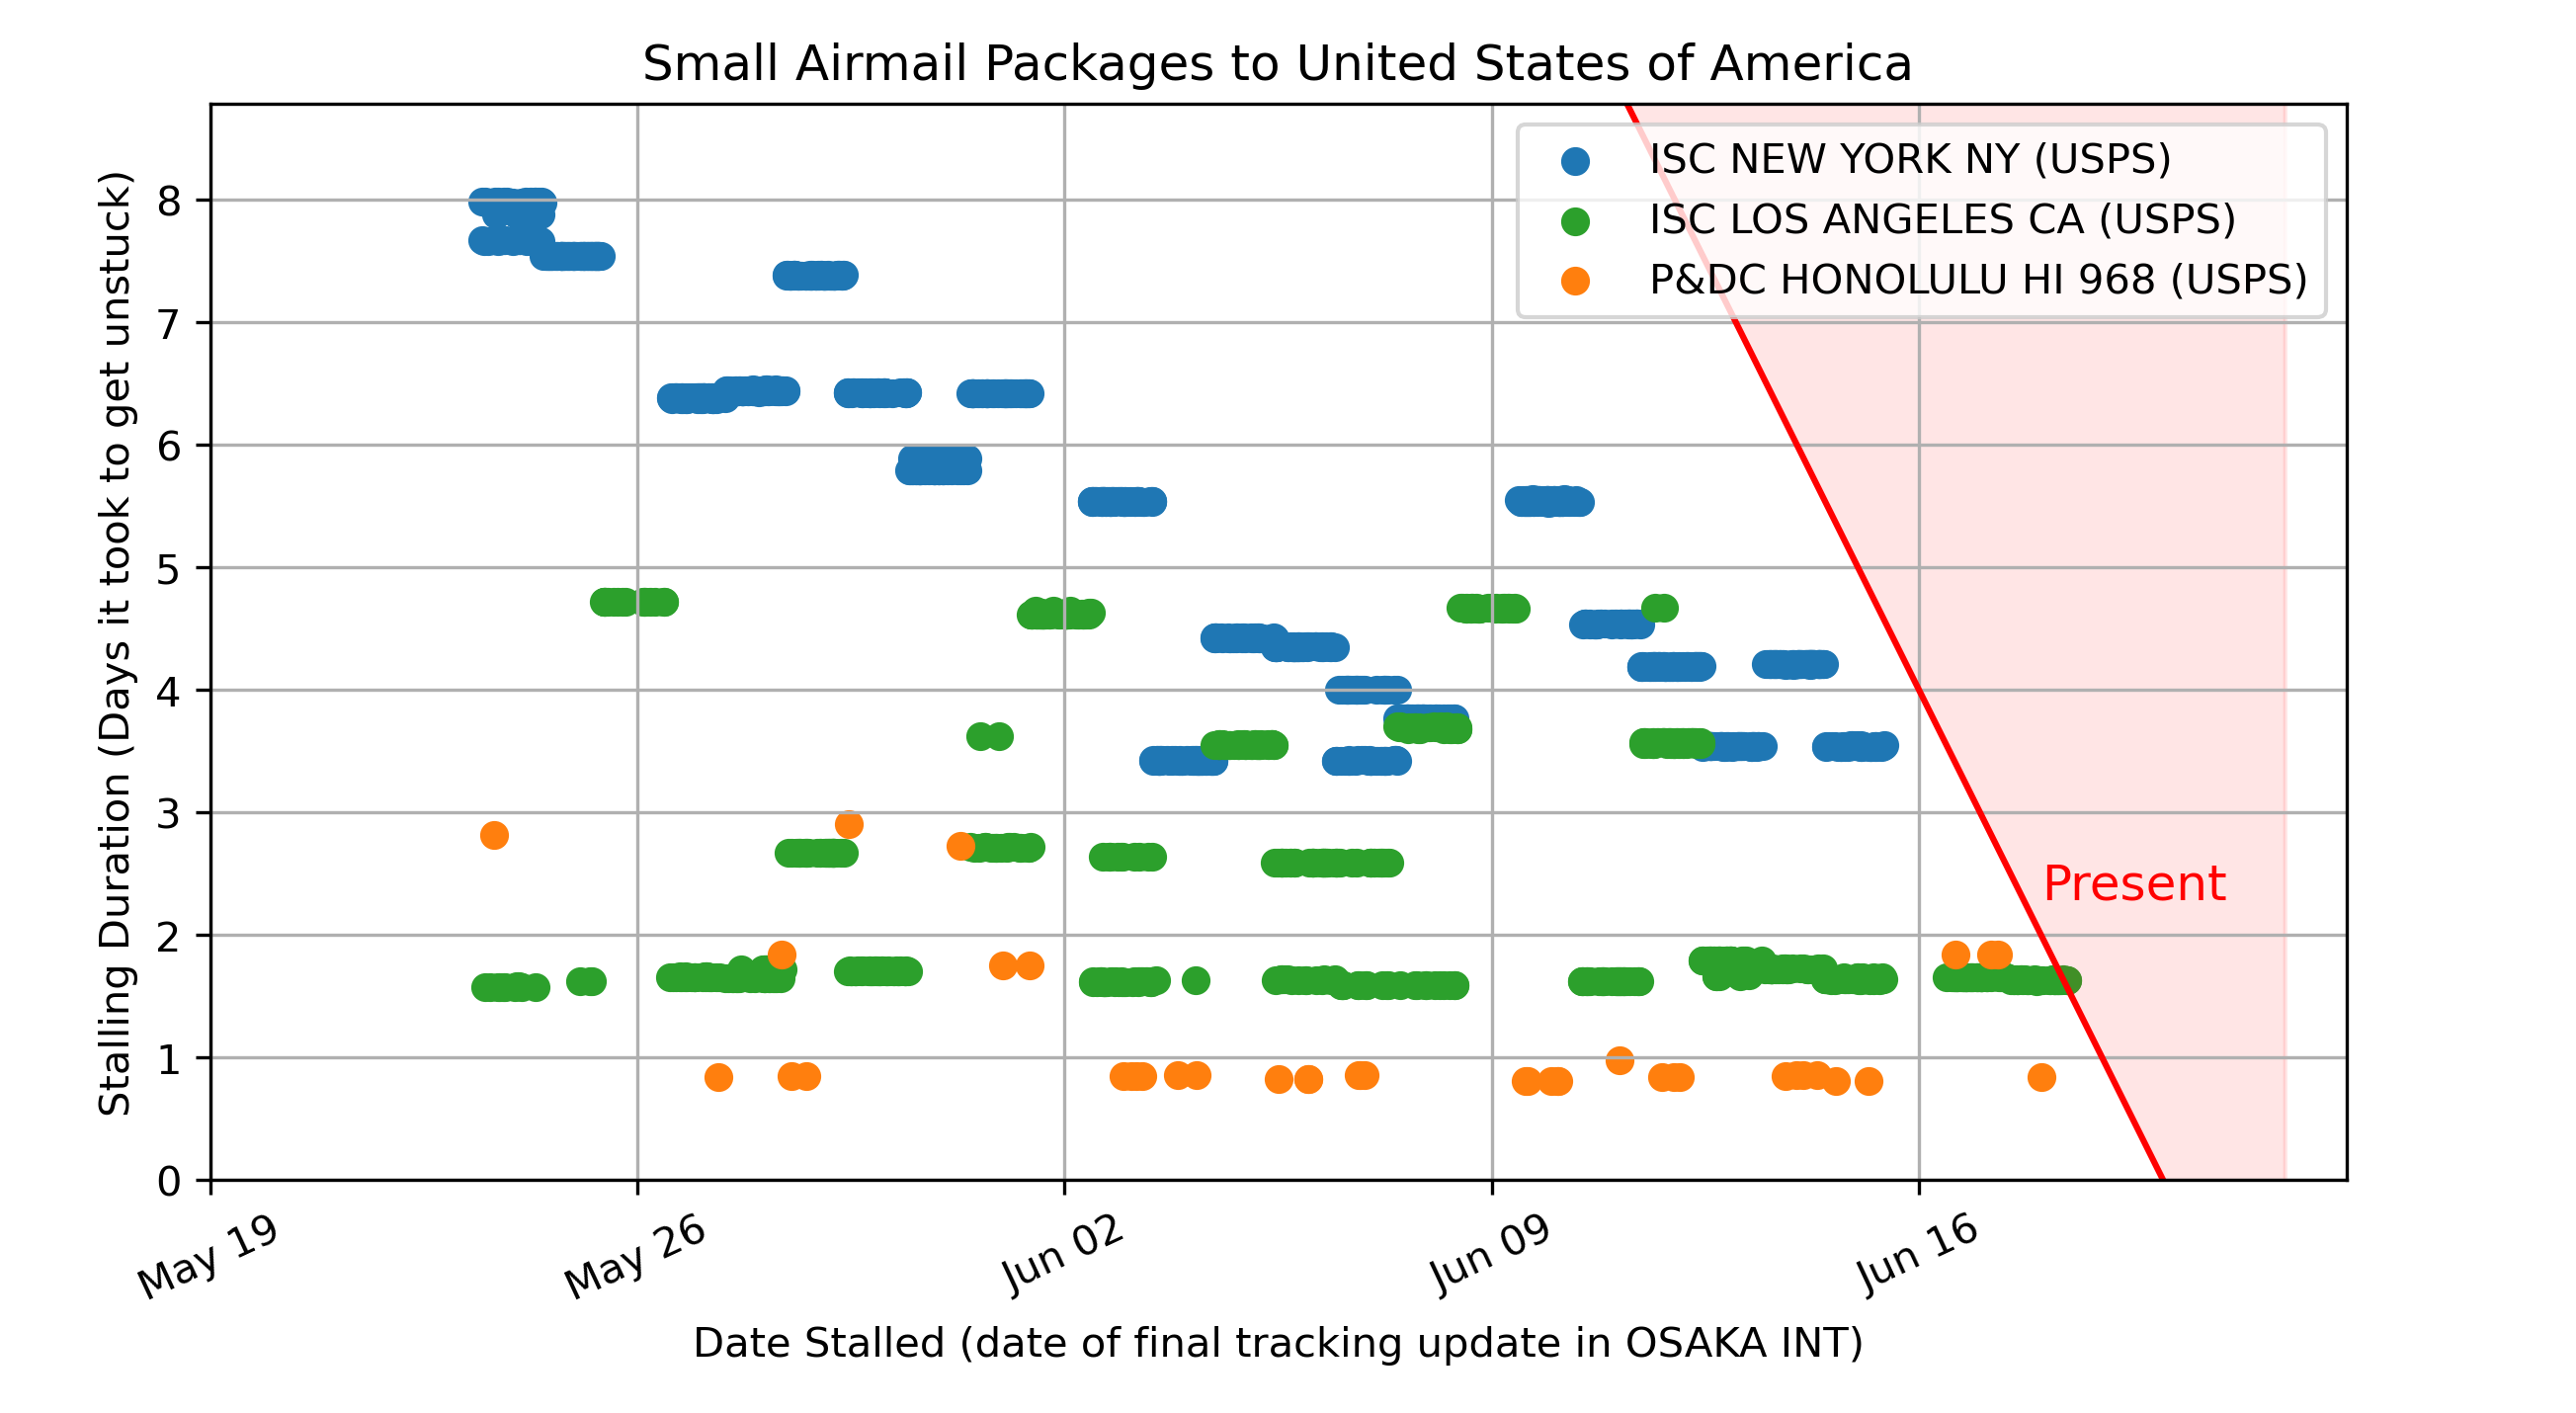 Small Airmail Packages to United States of America
ISC NEW YORK NY (USPS)
ISC LOS ANGELES CA (USPS)
P&DC HONOLULU HI 968 (USPS)
Stalling Duration (Days it took to get unstuck)
8
7
6
5
4
3
2
1
0
Present
May 19
May 26
Jun 02
Jun 09
Jun 16
Date Stalled (date of final tracking update in OSAKA INT)